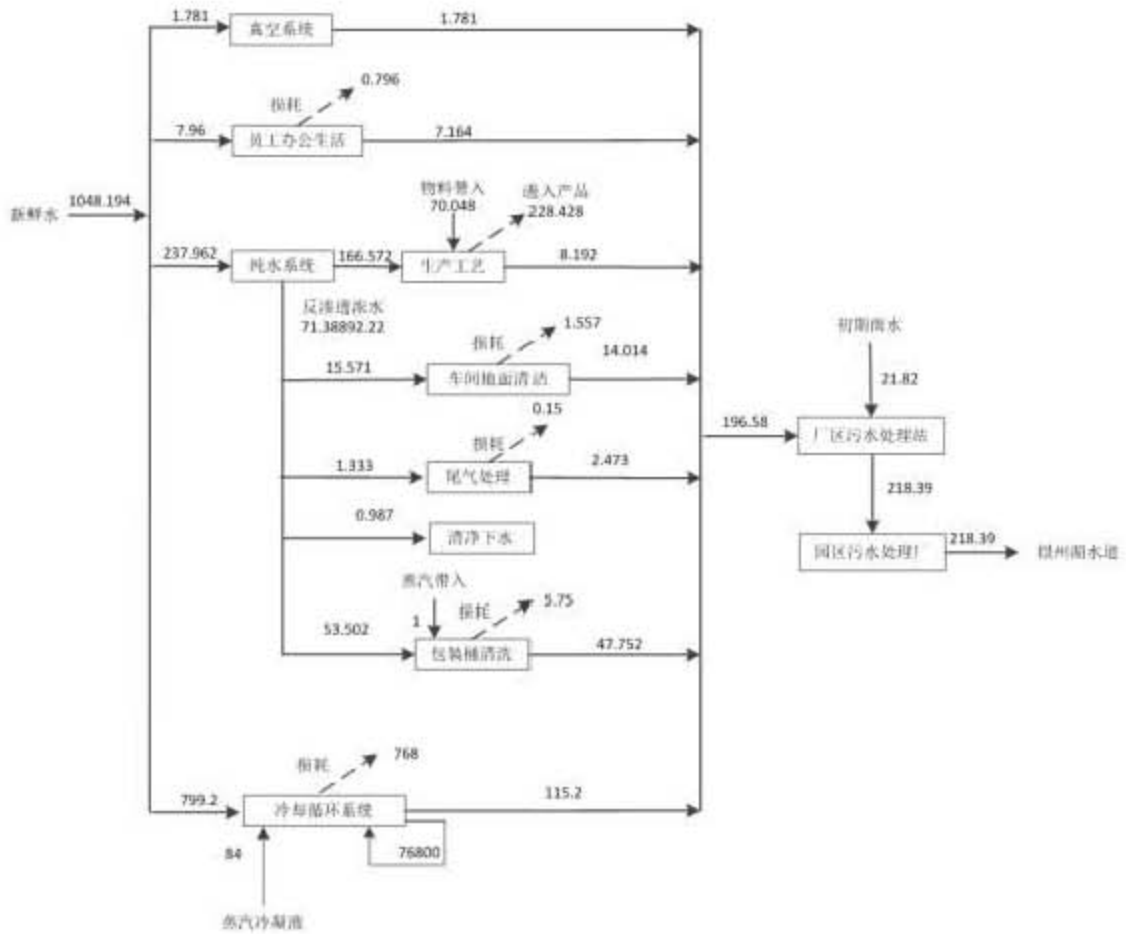 1.781
真空系统
1.781
损耗
0.796
7.96
员工办公生活
7.164
新鲜水
1048.194
物料带入
70.048
进入产品
228.428
237.962
纯水系统
166.572
生产工艺
8.192
反渗透浓水
71.38892.22
损耗
1.557
15.571
车间地面清洁
14.014
初期雨水
21.82
0.15
损耗
1.333
尾气处理
2.473
196.58
厂区污水处理站
218.39
0.987
清净下水
园区污水处理厂
218.39
蒸汽带入
1
损耗
5.75
53.502
包装桶清洗
47.752
损耗
768
799.2
冷却循环系统
115.2
76800
84
蒸汽冷凝液